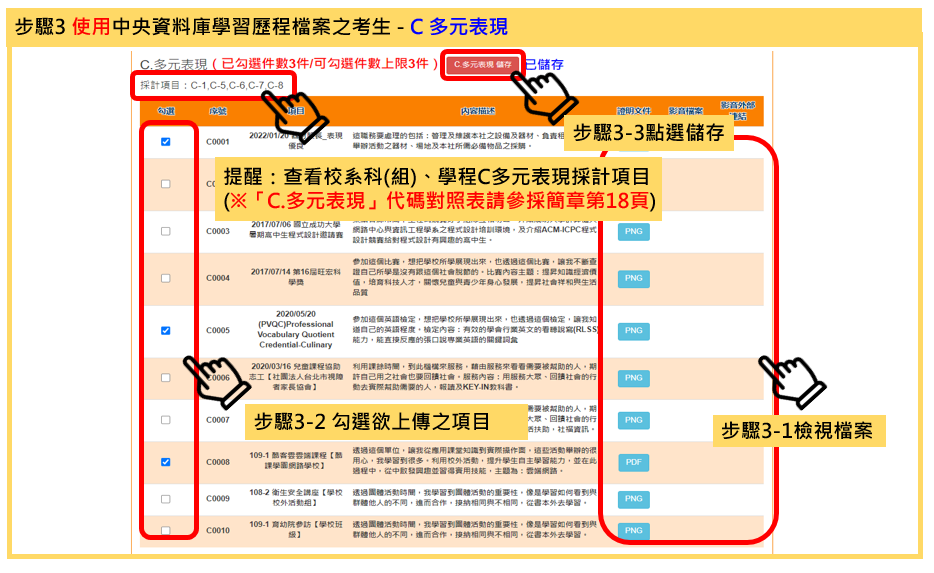 步驟3 使用中央資料庫學習歷程檔案之考生 - C 多元表現
C.多元表現（已勾選件數3件/可勾選件數上限3件）
C.多元表現 儲存
已儲存
採計項目：C-1,C-5,C-6,C-7,C-8
勾選 序號 項目 內容描述 證明文件 影音檔案 影音外部
連結
步驟3-3點選儲存
C0001
2022/01/20
_表現
優良
這職務要處理的包括：管理及維護本社之設備及器材、負責租
舉辦活動之器材、場地及本社所需必備物品之採購。
提醒：查看校系科(組)、學程C多元表現採計項目
(※「C.多元表現」代碼對照表請參採簡章第18頁)
C0003
2017/07/06 國立成功大學
暑期高中生程式設計邀請賽
網路中心與資訊工程學系之程式設計培訓環境，及介紹ACM-ICPC程式
設計競賽給對程式設計有興趣的高中生。
PNG
C0004
2017/07/14 第16屆旺宏科
學獎
參加這個比賽，想把學校所學展現出來，也透過這個比賽，讓我不斷查
證自己所學是沒有跟這個社會脫節的。比賽內容主題：提昇知識經濟價
值，培育科技人才，關懷兒童與青少年身心發展，提昇社會祥和與生活
品質
PNG
C0005
2020/05/20
(PVQC)Professional
Vocabulary Quotient
Credential-Culinary
參加這個英語檢定，想把學校所學展現出來，也透過這個檢定，讓我知
道自己的英語程度，檢定內容：有效的學會行業英文的看聽說寫(RLSS)
能力，能直接反應的張口說專業英語的關鍵詞彙
PNG
C0006
2020/03/16 兒童課程協助
志工【社團法人台北市視障
者家長協會】
利用課餘時間，到此機構來服務，藉由服務來看看需要被幫助的人，期
許自己用之社會也要回饋社會。服務內容：用服務大眾、回饋社會的行
動去實際幫助需要的人，報讀及KEY-IN教科書。
PNG
步驟3-2 勾選欲上傳之項目
步驟3-1檢視檔案
C0007
需要被幫助的人，期
大眾、回饋社會的行
活扶助，社福資訊。
PNG
C0008
109-1 酷客雲雲端課程【酷
課學園網路學校】
透過這個單位，讓我從應用課堂知識到實際操作面，這些活動舉辦的很
用心，我學習到很多。利用校外活動，提升學生自主學習能力，並在此
過程中，從中散發興趣並習得實用技能，主題為：雲端網路。
PDF
C0009
108-2 衛生安全講座【學校
校外活動組】
透過團體活動時間，我學習到團體活動的重要性，像是學習如何看到與
群體他人的不同，進而合作，接納相同與不相同，從書本外去學習。
PNG
C0010
109-1 育幼院參訪【學校班
級】
透過團體活動時間，我學習到團體活動的重要性，像是學習如何看到與
群體他人的不同，進而合作，接納相同與不相同，從書本外去學習。
PNG